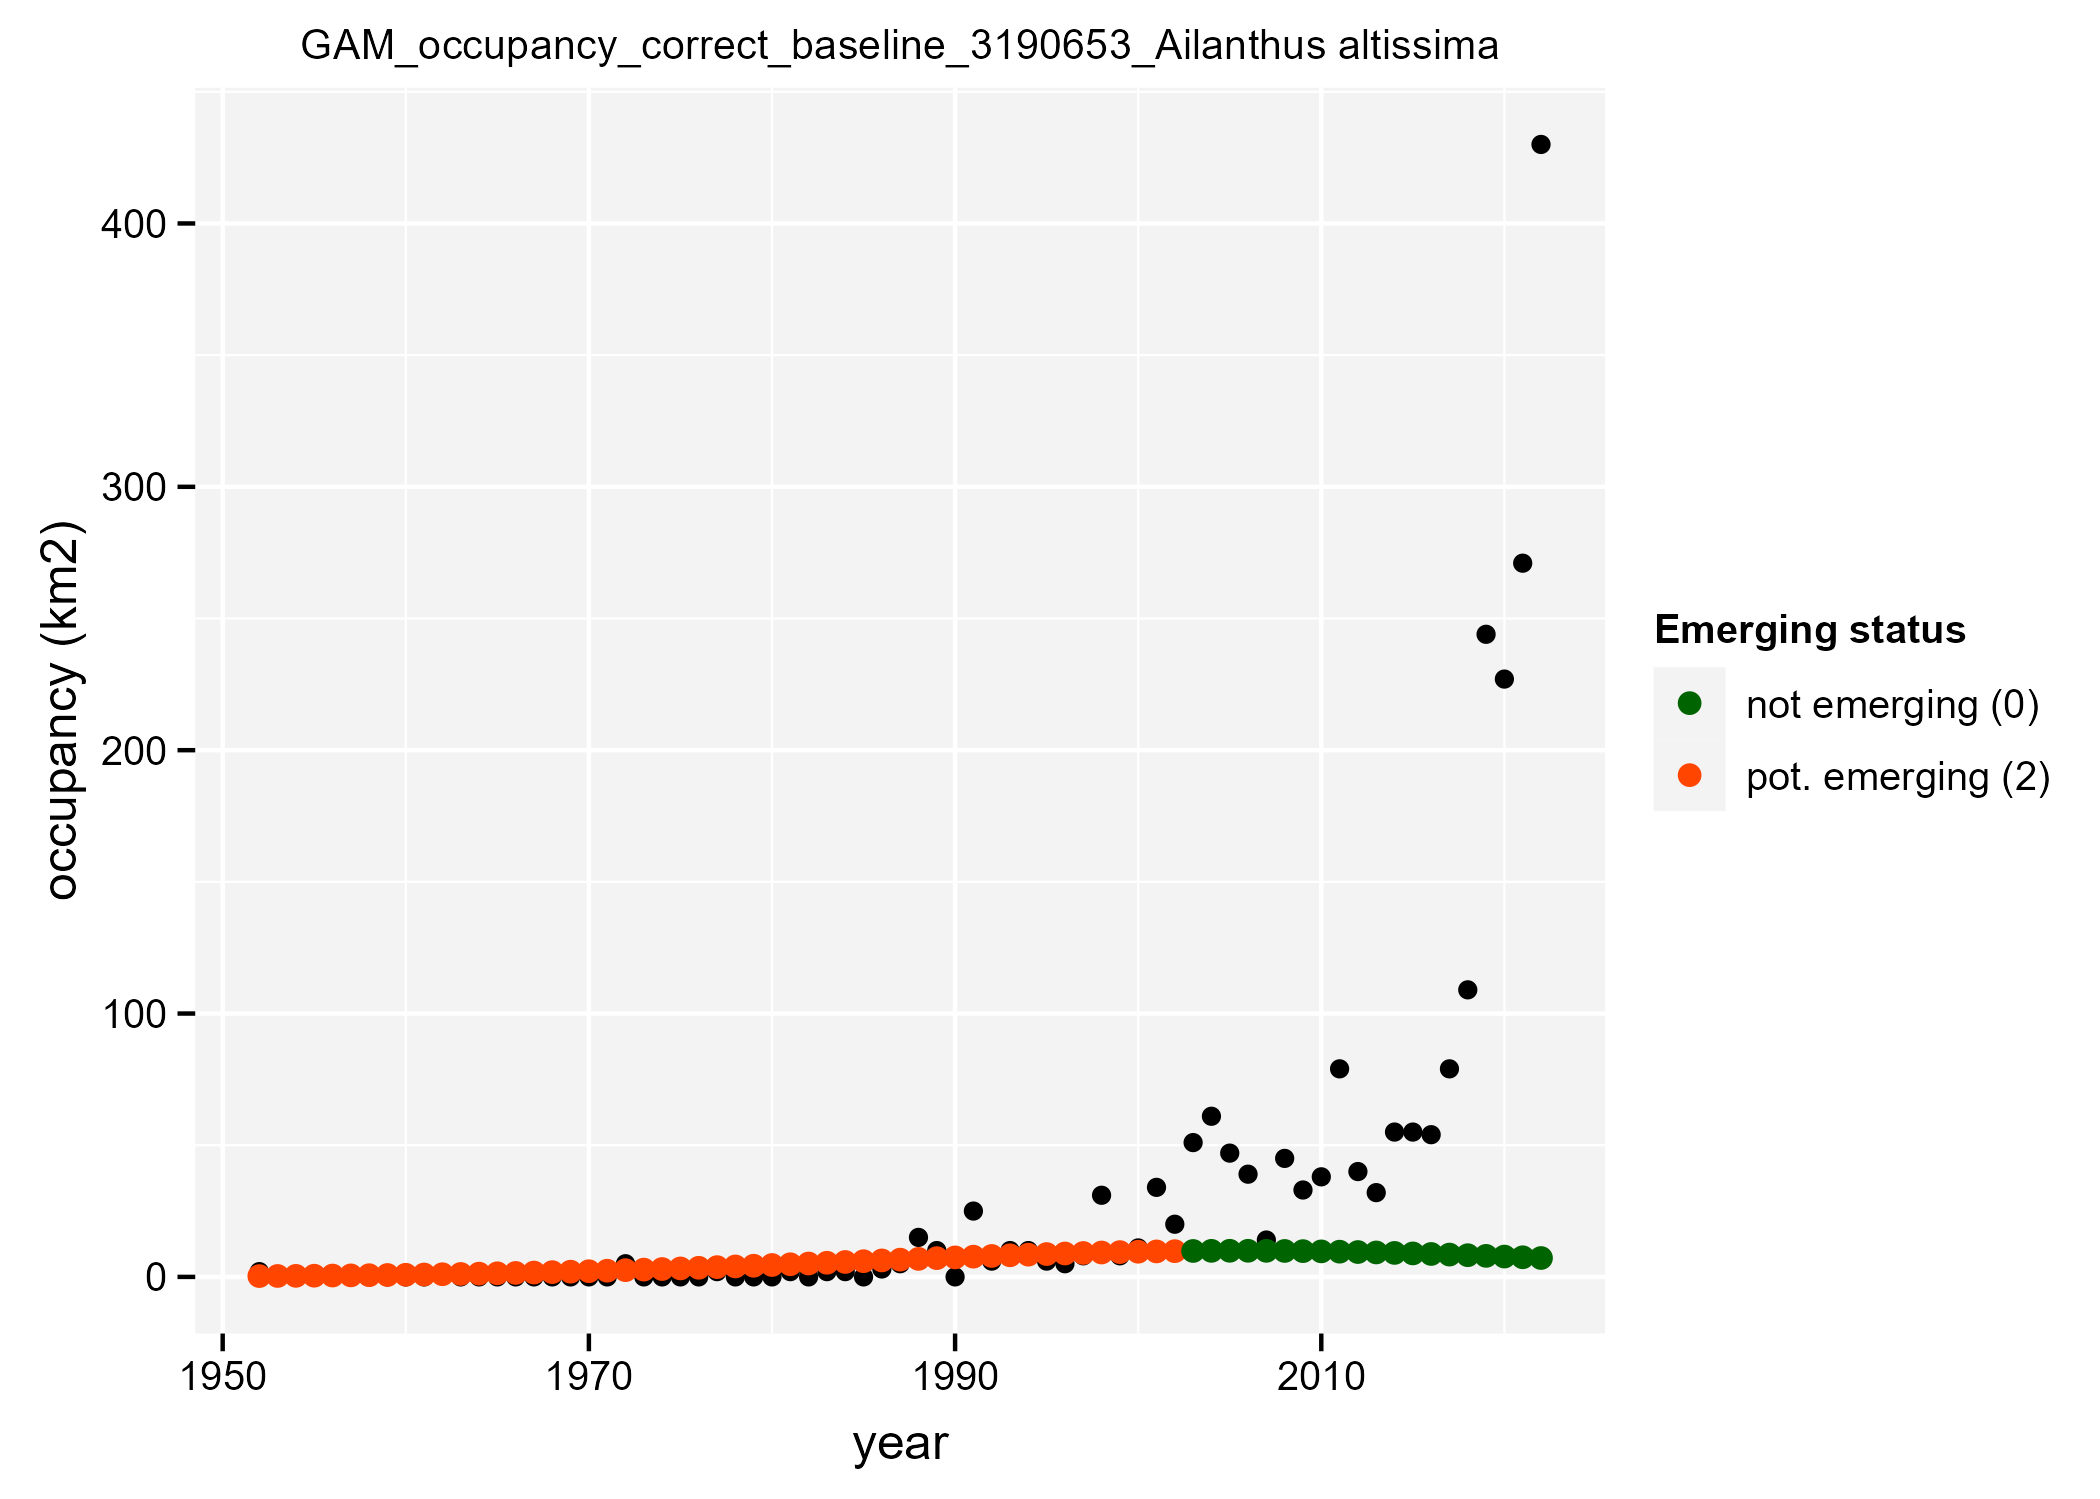 GAM_occupancy_correct_baseline_3190653_Ailanthus altissima
occupancy (km2)
400
300
200
100
0
1950
1970
1990
2010
year
Emerging status
not emerging (0)
pot. emerging (2)